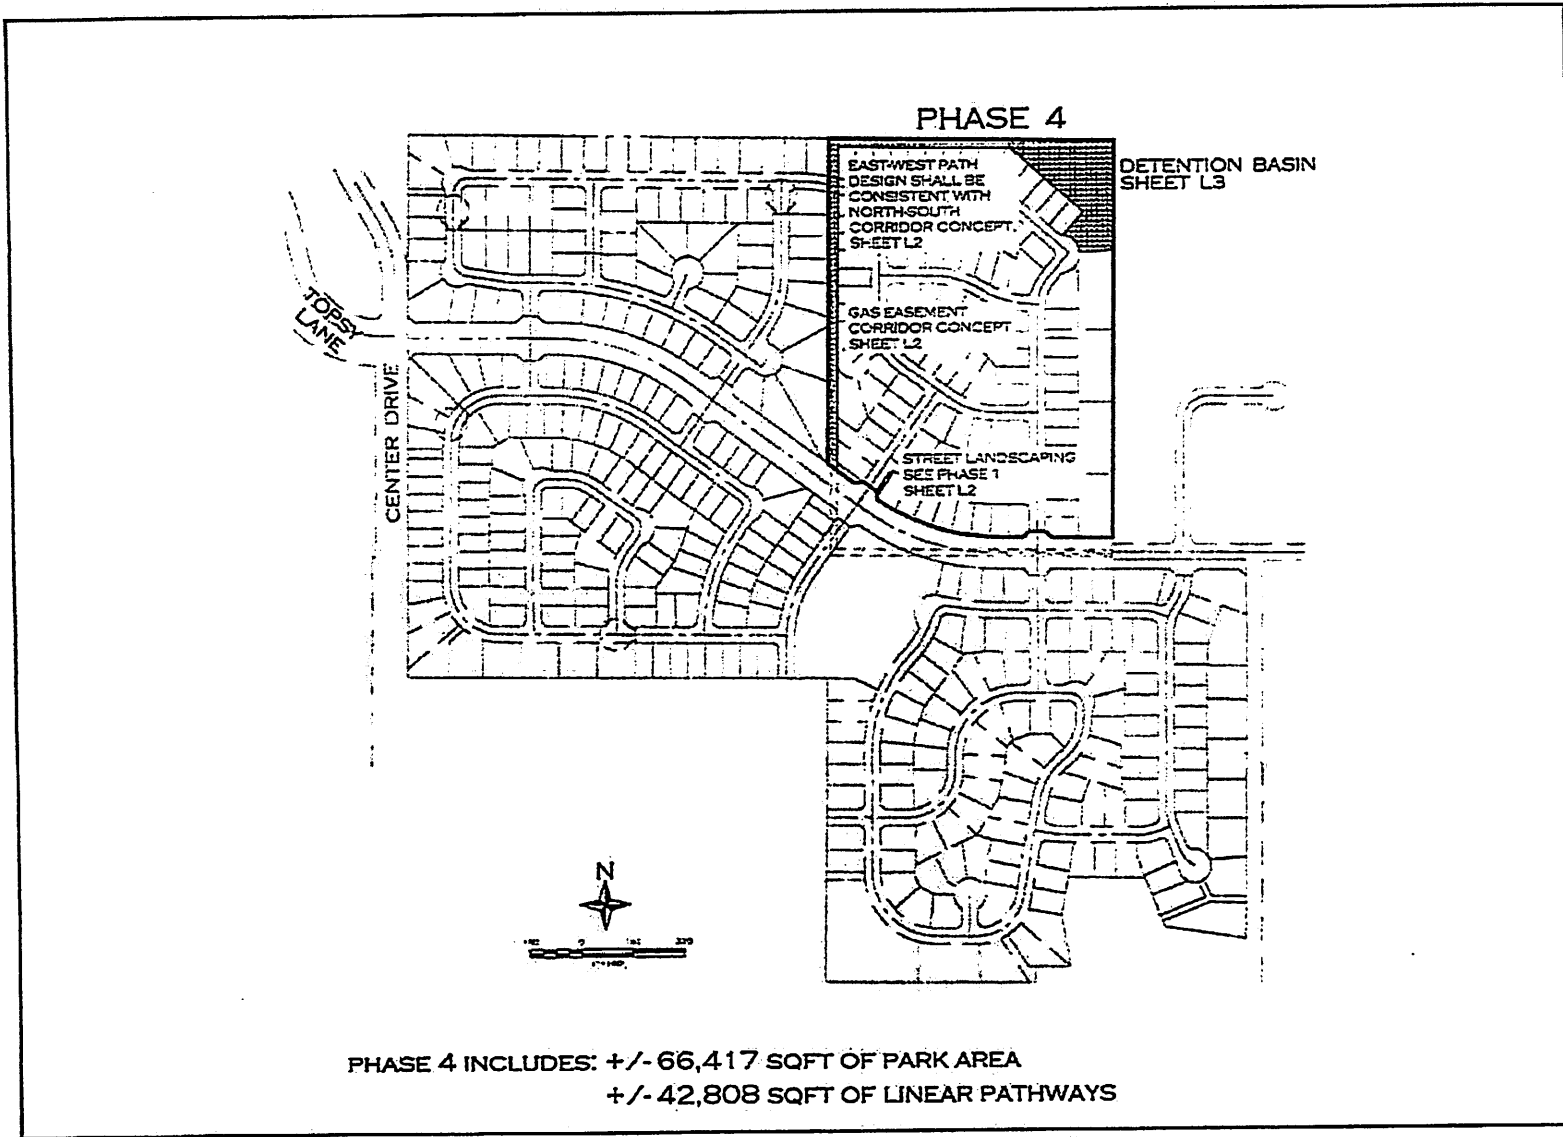 PHASE 4
EAST-WEST PATH
DESIGN SHALL BE
CONSISTENT WITH
NORTH-SOUTH
CORRIDOR CONCEPT.
SHEET L2
DETENTION BASIN
SHEET L3
GAS EASEMENT
CORRIDOR CONCEPT
SHEET L2
TOPSY
LANE
CENTER DRIVE
STREET LANDSCAPING
SEE PHASE 1
SHEET L2
N
0
PHASE 4 INCLUDES: +/- 66,417 SQFT OF PARK AREA
+/- 42,808 SQFT OF LINEAR PATHWAYS